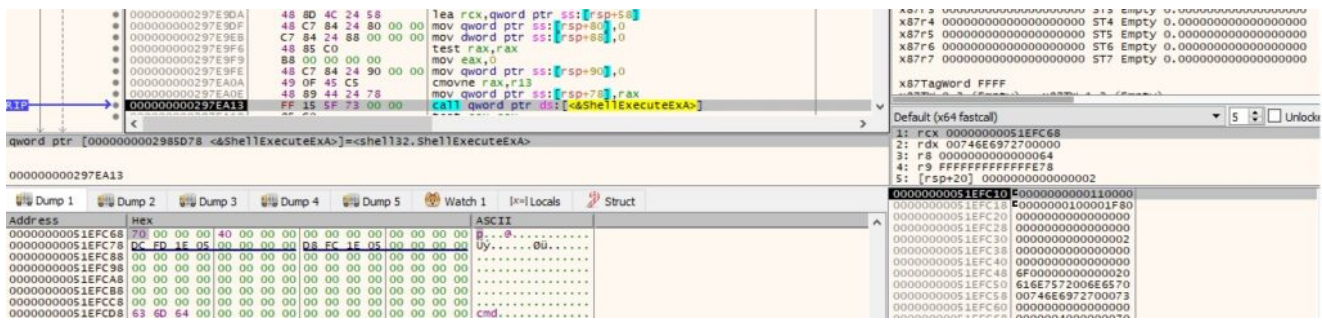 000000000297E9DA 48 8D 4C 24 58 lea rcx,qword ptr ss:[rsp+58]
000000000297E9DF 48 C7 84 24 80 00 00 00 mov qword ptr ss:[rsp+80],0
000000000297E9EB C7 84 24 88 00 00 00 mov dword ptr ss:[rsp+88],0
000000000297E9F6 48 85 C0 test rax,rax
000000000297E9F9 B8 00 00 00 00 mov eax,0
000000000297E9FE 48 C7 84 24 90 00 00 mov qword ptr ss:[rsp+90],0
000000000297EA0A 49 0F 45 C5 cmovne rax,r13
000000000297EA0E 48 89 44 24 78 mov qword ptr ss:[rsp+78],rax
RIP 000000000297EA13 FF 15 5F 73 00 00 call qword ptr ds:[<&ShellExecuteExA>]
qword ptr [0000000002985D78 <&ShellExecuteExA>]=<shell32.ShellExecuteExA>
000000000297EA13
x87r4 00000000000000000000 ST4 Empty 0.000000000000000000
x87r5 00000000000000000000 ST5 Empty 0.000000000000000000
x87r6 00000000000000000000 ST6 Empty 0.000000000000000000
x87r7 00000000000000000000 ST7 Empty 0.000000000000000000
x87TagWord FFFF
Default (x64 fastcall) 5 Unlocke
1: rcx 00000000051EFC68
2: rdx 00746E6972700000
3: r8 0000000000000064
4: r9 FFFFFFFFFFFFFE78
5: [rsp+20] 0000000000000002
Dump 1 Dump 2 Dump 3 Dump 4 Dump 5 Watch 1 [x=] Locals Struct
Address Hex ASCII
00000000051EFC68 70 00 00 00 40 00 00 00 00 00 00 00 00 00 00 00 p...@...........
00000000051EFC78 DC FD 1E 05 00 00 00 00 D8 FC 1E 05 00 00 00 00 Üý......Øü......
00000000051EFC88 00 00 00 00 00 00 00 00 00 00 00 00 00 00 00 00 ................
00000000051EFC98 00 00 00 00 00 00 00 00 00 00 00 00 00 00 00 00 ................
00000000051EFCA8 00 00 00 00 00 00 00 00 00 00 00 00 00 00 00 00 ................
00000000051EFCB8 00 00 00 00 00 00 00 00 00 00 00 00 00 00 00 00 ................
00000000051EFCC8 00 00 00 00 00 00 00 00 00 00 00 00 00 00 00 00 ................
00000000051EFCD8 63 6D 64 00 00 00 00 00 00 00 00 00 00 00 00 00 cmd.............
00000000051EFC10 0000000000110000
00000000051EFC18 0000000100001F80
00000000051EFC20 0000000000000000
00000000051EFC28 0000000000000000
00000000051EFC30 0000000000000002
00000000051EFC38 0000000000000000
00000000051EFC40 0000000000000000
00000000051EFC48 6F00000000000020
00000000051EFC50 616E7572006E6570
00000000051EFC58 00746E6972700073
00000000051EFC60 0000000000000000